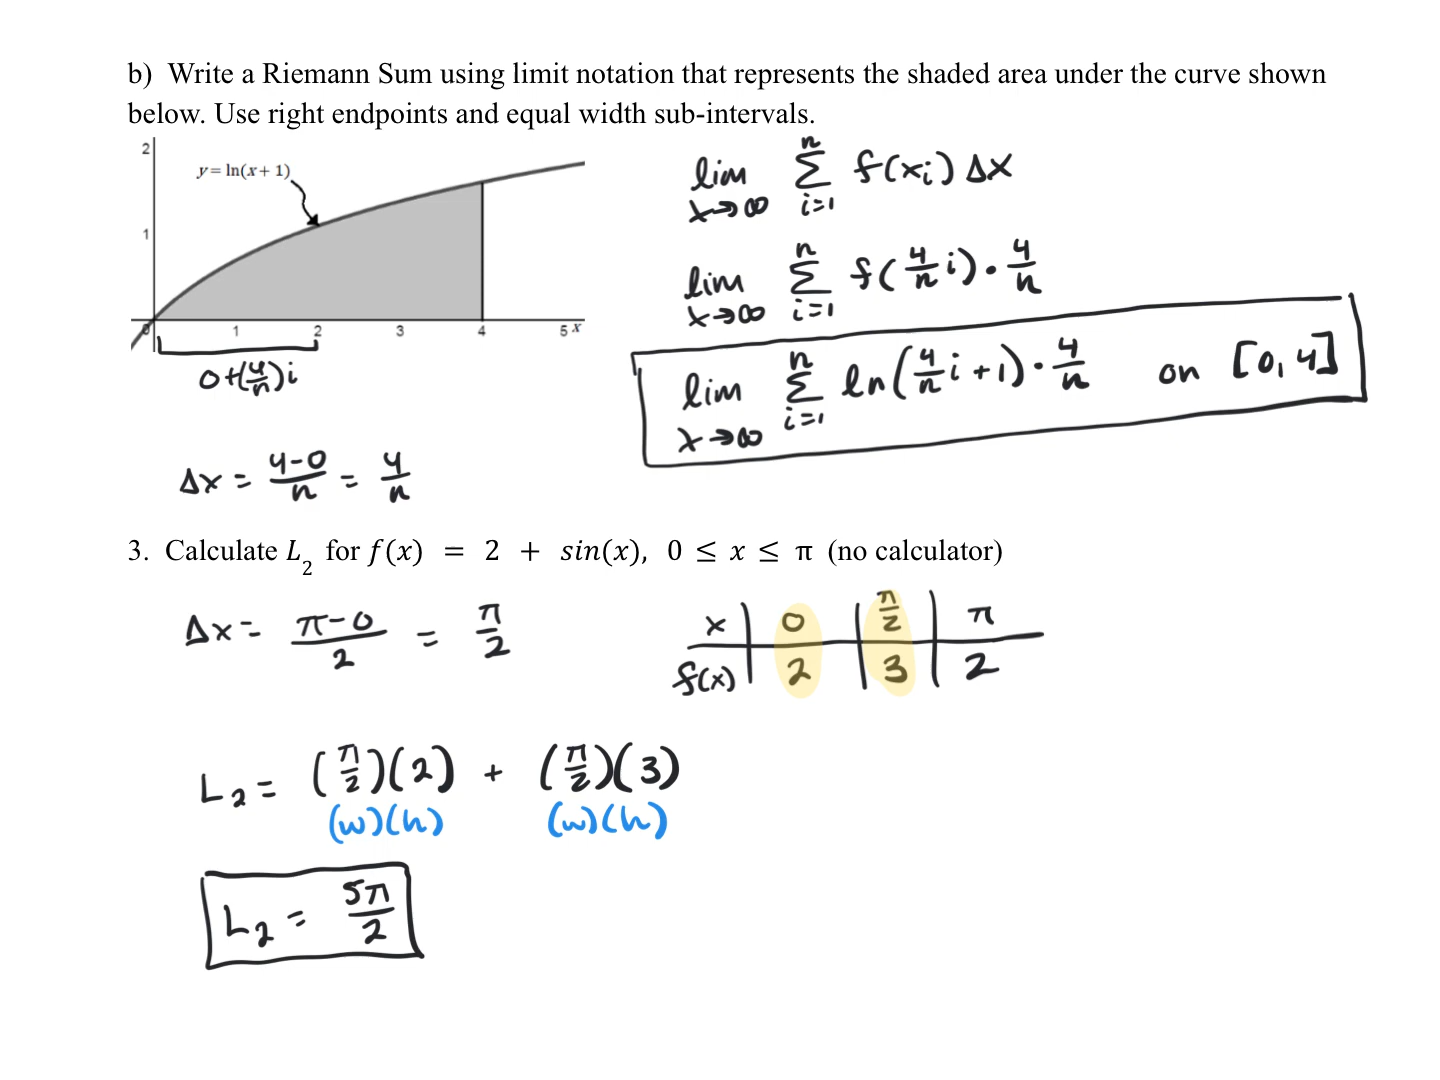 b) Write a Riemann Sum using limit notation that represents the shaded area under the curve shown
below. Use right endpoints and equal width sub-intervals.
2
y = ln(x + 1)
1
0 1 2 3 4 5 x
0+(4/n)i
Δx = (4-0)/n = 4/n
lim x→∞ Σ i=1 n f(xi) Δx
lim x→∞ Σ i=1 n f(4/n i) · 4/n
lim x→∞ Σ i=1 n ln(4/n i + 1) · 4/n on [0, 4]
3. Calculate L₂ for f(x) = 2 + sin(x), 0 ≤ x ≤ π (no calculator)
Δx = (π-0)/2 = π/2
x | 0 | π/2 | π
f(x) | 2 | 3 | 2
L₂ = (π/2)(2) + (π/2)(3)
(w)(h) (w)(h)
L₂ = 5π/2